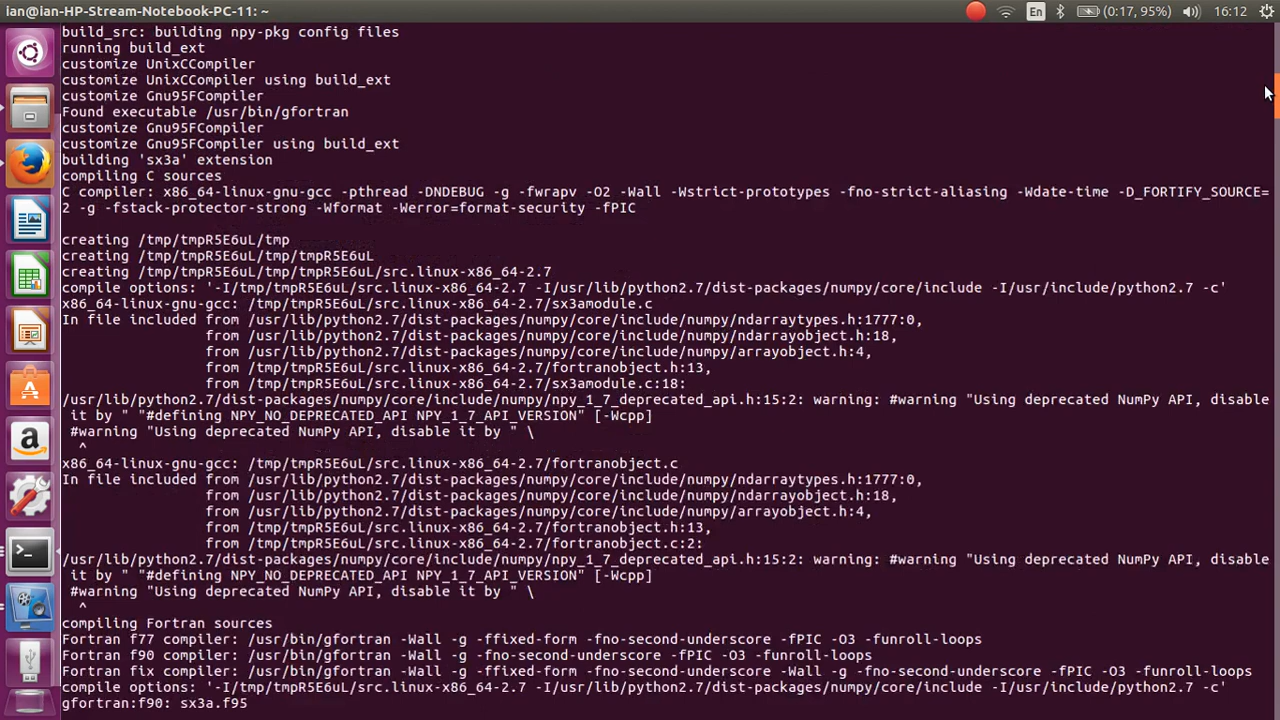 ian@ian-HP-Stream-Notebook-PC-11: ~
En
(0:17, 95%)
16:12
build_src: building npy-pkg config files
running build_ext
customize UnixCCompiler
customize UnixCCompiler using build_ext
customize Gnu95FCompiler
Found executable /usr/bin/gfortran
customize Gnu95FCompiler
customize Gnu95FCompiler using build_ext
building 'sx3a' extension
compiling C sources
C compiler: x86_64-linux-gnu-gcc -pthread -DNDEBUG -g -fwrapv -O2 -Wall -Wstrict-prototypes -fno-strict-aliasing -Wdate-time -D_FORTIFY_SOURCE=
2 -g -fstack-protector-strong -Wformat -Werror=format-security -fPIC
creating /tmp/tmpR5E6uL/tmp
creating /tmp/tmpR5E6uL/tmp/tmpR5E6uL
creating /tmp/tmpR5E6uL/tmp/tmpR5E6uL/src.linux-x86_64-2.7
compile options: '-I/tmp/tmpR5E6uL/src.linux-x86_64-2.7 -I/usr/lib/python2.7/dist-packages/numpy/core/include -I/usr/include/python2.7 -c'
x86_64-linux-gnu-gcc: /tmp/tmpR5E6uL/src.linux-x86_64-2.7/sx3amodule.c
In file included from /usr/lib/python2.7/dist-packages/numpy/core/include/numpy/ndarraytypes.h:1777:0,
from /usr/lib/python2.7/dist-packages/numpy/core/include/numpy/ndarrayobject.h:18,
from /usr/lib/python2.7/dist-packages/numpy/core/include/numpy/arrayobject.h:4,
from /tmp/tmpR5E6uL/src.linux-x86_64-2.7/fortranobject.h:13,
from /tmp/tmpR5E6uL/src.linux-x86_64-2.7/sx3amodule.c:18:
/usr/lib/python2.7/dist-packages/numpy/core/include/numpy/npy_1_7_deprecated_api.h:15:2: warning: #warning "Using deprecated NumPy API, disable
it by " "#defining NPY_NO_DEPRECATED_API NPY_1_7_API_VERSION" [-Wcpp]
#warning "Using deprecated NumPy API, disable it by " \
^
x86_64-linux-gnu-gcc: /tmp/tmpR5E6uL/src.linux-x86_64-2.7/fortranobject.c
In file included from /usr/lib/python2.7/dist-packages/numpy/core/include/numpy/ndarraytypes.h:1777:0,
from /usr/lib/python2.7/dist-packages/numpy/core/include/numpy/ndarrayobject.h:18,
from /usr/lib/python2.7/dist-packages/numpy/core/include/numpy/arrayobject.h:4,
from /tmp/tmpR5E6uL/src.linux-x86_64-2.7/fortranobject.h:13,
from /tmp/tmpR5E6uL/src.linux-x86_64-2.7/fortranobject.c:2:
/usr/lib/python2.7/dist-packages/numpy/core/include/numpy/npy_1_7_deprecated_api.h:15:2: warning: #warning "Using deprecated NumPy API, disable
it by " "#defining NPY_NO_DEPRECATED_API NPY_1_7_API_VERSION" [-Wcpp]
#warning "Using deprecated NumPy API, disable it by " \
^
compiling Fortran sources
Fortran f77 compiler: /usr/bin/gfortran -Wall -g -ffixed-form -fno-second-underscore -fPIC -O3 -funroll-loops
Fortran f90 compiler: /usr/bin/gfortran -Wall -g -fno-second-underscore -fPIC -O3 -funroll-loops
Fortran fix compiler: /usr/bin/gfortran -Wall -g -ffixed-form -fno-second-underscore -Wall -g -fno-second-underscore -fPIC -O3 -funroll-loops
compile options: '-I/tmp/tmpR5E6uL/src.linux-x86_64-2.7 -I/usr/lib/python2.7/dist-packages/numpy/core/include -I/usr/include/python2.7 -c'
gfortran:f90: sx3a.f95